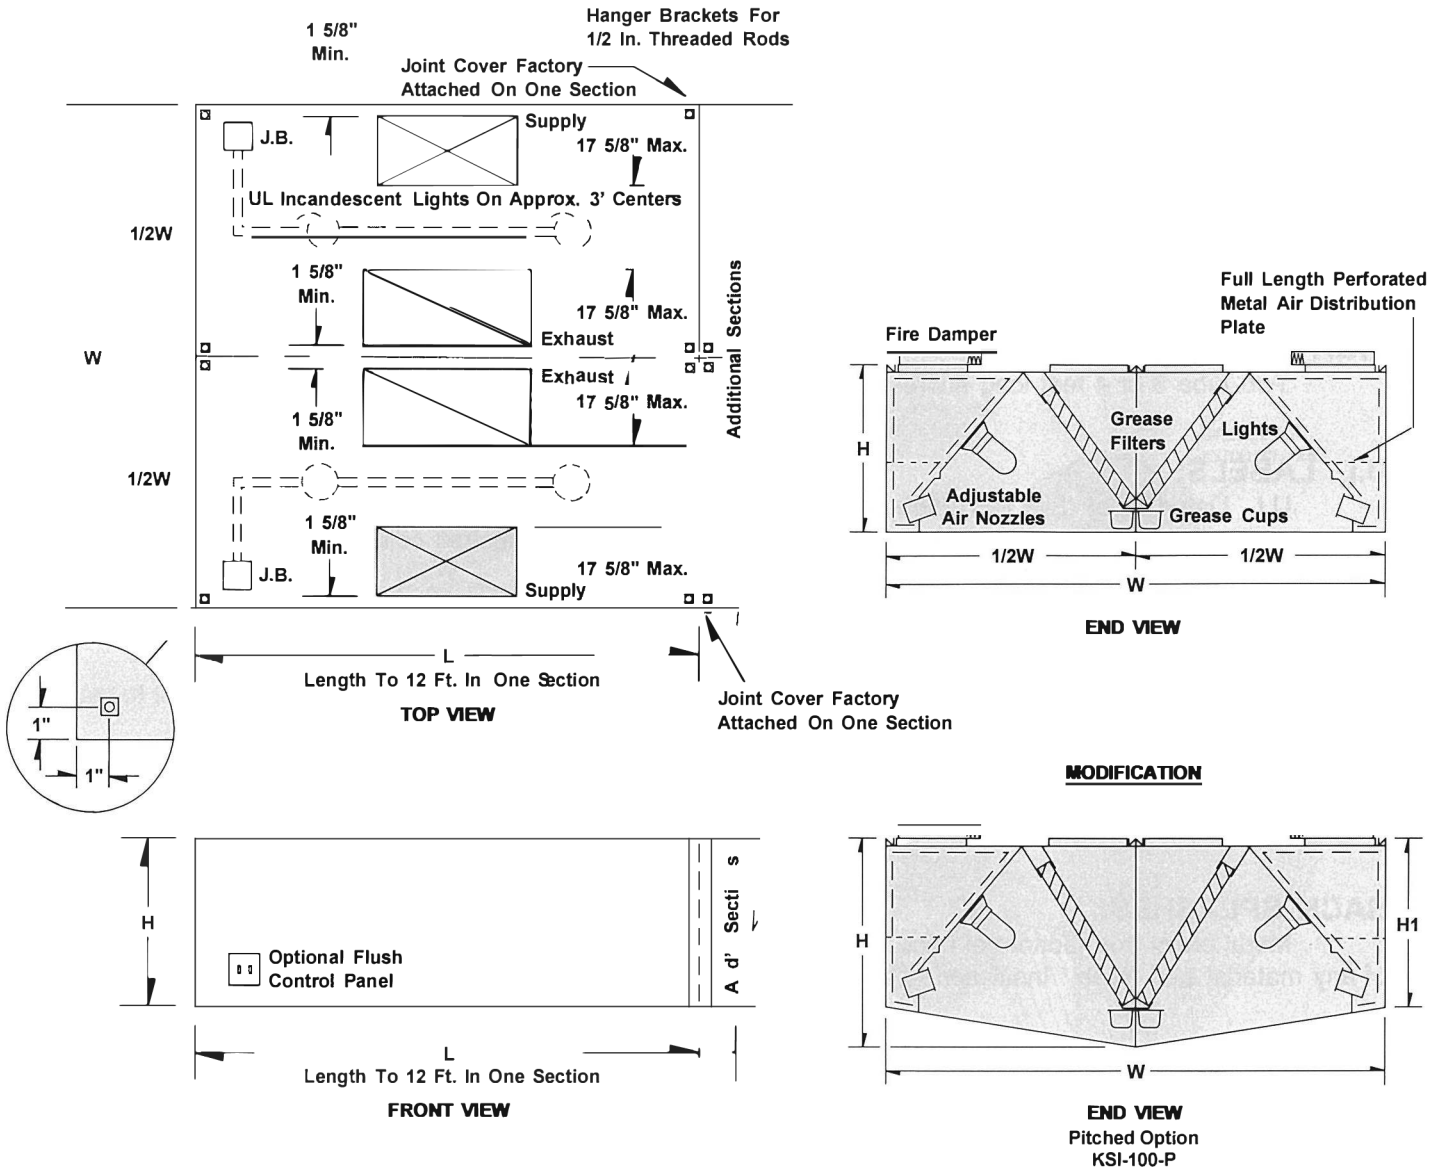 1 5/8"
Min.
Hanger Brackets For
1/2 In. Threaded Rods
Joint Cover Factory
Attached On One Section
J.B.
Supply
17 5/8" Max.
UL Incandescent Lights On Approx. 3' Centers
1/2W
1 5/8"
Min.
17 5/8" Max.
Exhaust
W
Additional Sections
Exhaust
17 5/8" Max.
1 5/8"
Min.
1/2W
1 5/8"
Min.
J.B.
17 5/8" Max.
Supply
L
Length To 12 Ft. In One Section
TOP VIEW
1"
1"
Joint Cover Factory
Attached On One Section
Full Length Perforated
Metal Air Distribution
Plate
Fire Damper
H
Grease
Filters
Lights
Adjustable
Air Nozzles
Grease Cups
1/2W
1/2W
W
END VIEW
H
Optional Flush
Control Panel
A d' Secti s
L
Length To 12 Ft. In One Section
FRONT VIEW
MODIFICATION
H
H1
W
END VIEW
Pitched Option
KSI-100-P